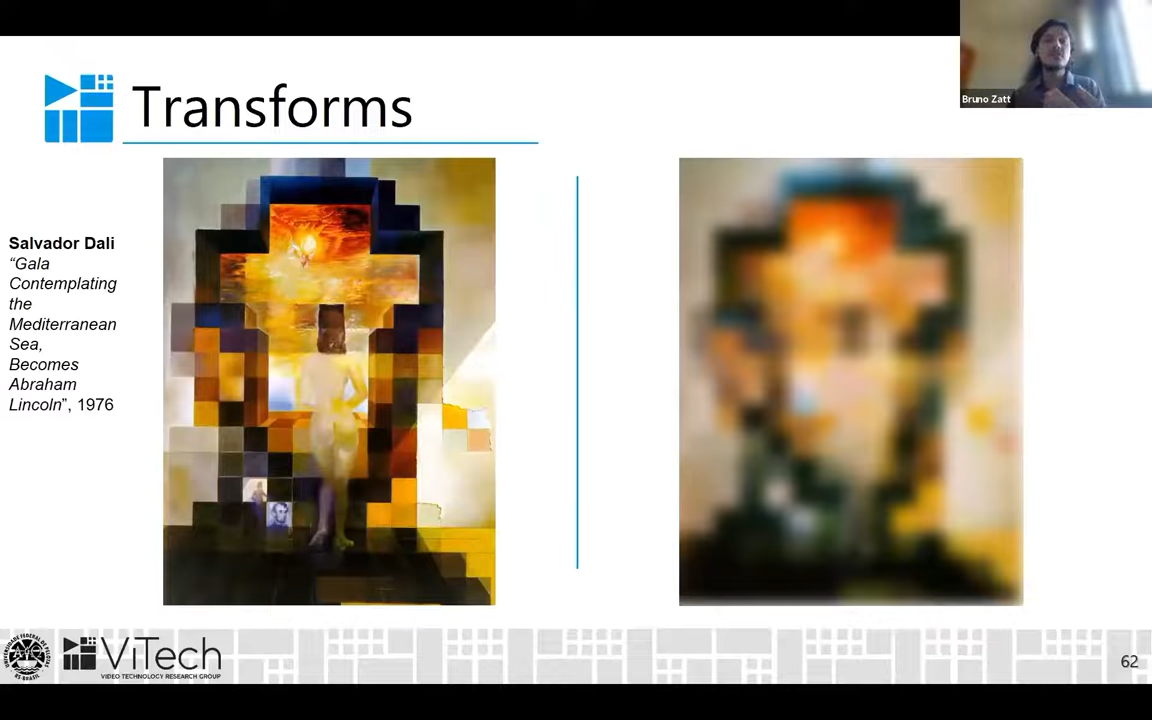 Bruno Zatt
Transforms
Salvador Dali
“Gala
Contemplating
the
Mediterranean
Sea,
Becomes
Abraham
Lincoln”, 1976
ViTech
VIDEO TECHNOLOGY RESEARCH GROUP
62